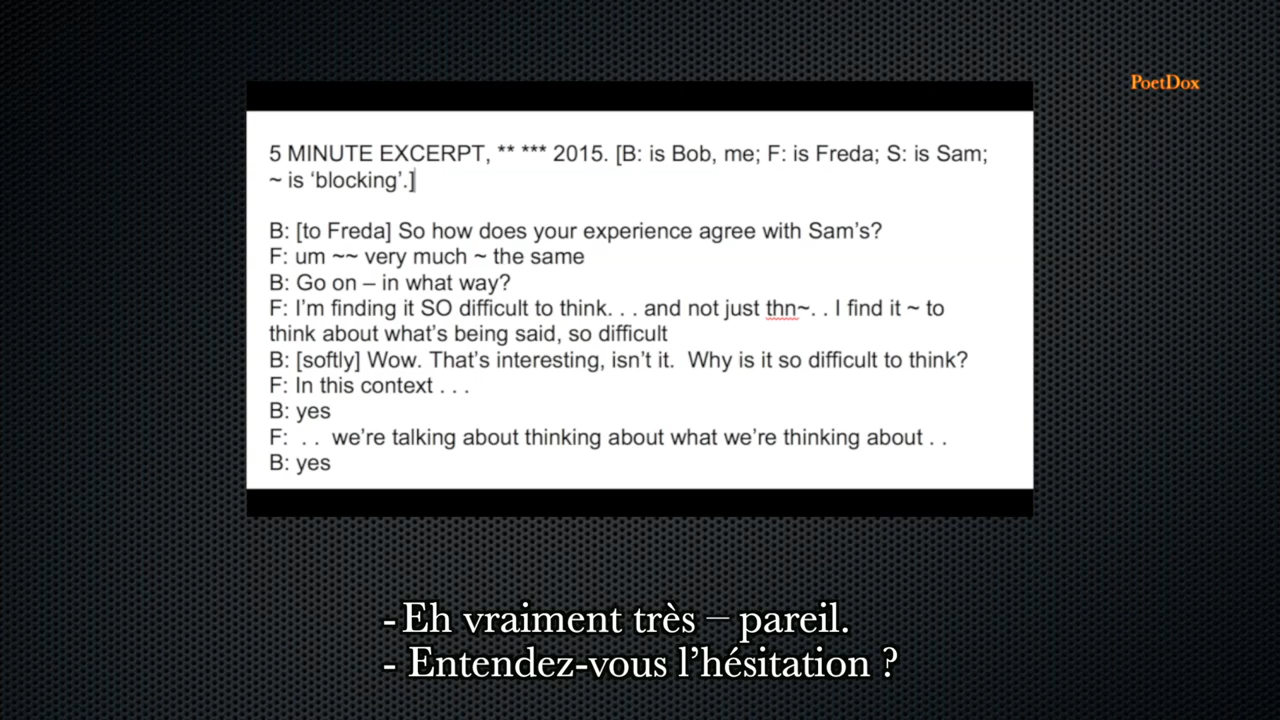 PoetDox
5 MINUTE EXCERPT, ** *** 2015. [B: is Bob, me; F: is Freda; S: is Sam;
~ is ‘blocking’.]
B: [to Freda] So how does your experience agree with Sam’s?
F: um ~~ very much ~ the same
B: Go on – in what way?
F: I’m finding it SO difficult to think. . . and not just thn~. . I find it ~ to
think about what’s being said, so difficult
B: [softly] Wow. That’s interesting, isn’t it.  Why is it so difficult to think?
F: In this context . . .
B: yes
F:  . .  we’re talking about thinking about what we’re thinking about . .
B: yes
- Eh vraiment très – pareil.
- Entendez-vous l’hésitation ?